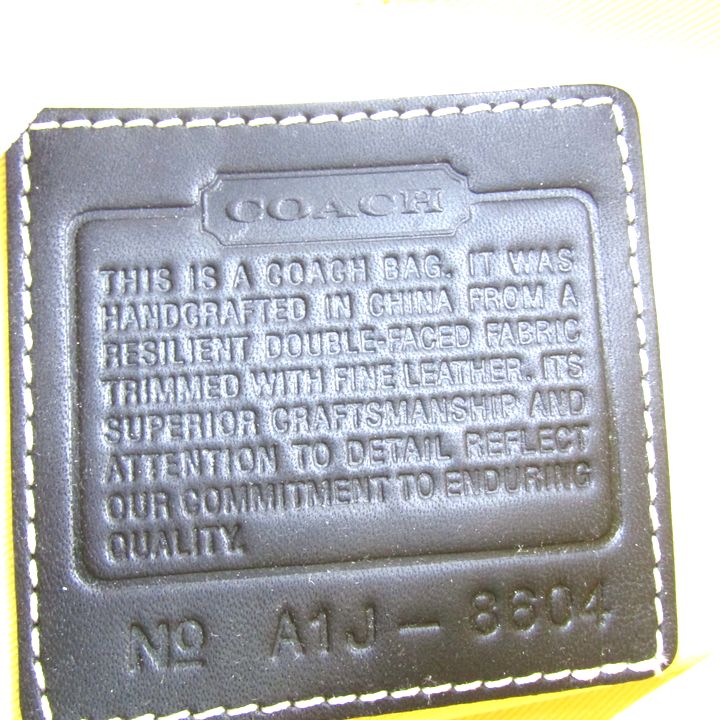 COACH
THIS IS A COACH BAG. IT WAS
HANDCRAFTED IN CHINA FROM A
RESILIENT DOUBLE-FACED FABRIC
TRIMMED WITH FINE LEATHER. ITS
SUPERIOR CRAFTSMANSHIP AND
ATTENTION TO DETAIL REFLECT
OUR COMMITMENT TO ENDURING
QUALITY.
Nº A1J-8604